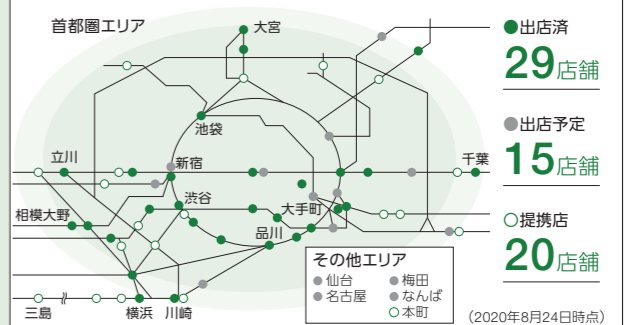 首都圏エリア
大宮
池袋
立川
新宿
千葉
渋谷
相模大野
大手町
品川
三島
横浜
川崎
その他エリア
●仙台 ●梅田
●名古屋 ●なんば
○本町
●出店済
29店舗
●出店予定
15店舗
○提携店
20店舗
(2020年8月24日時点)